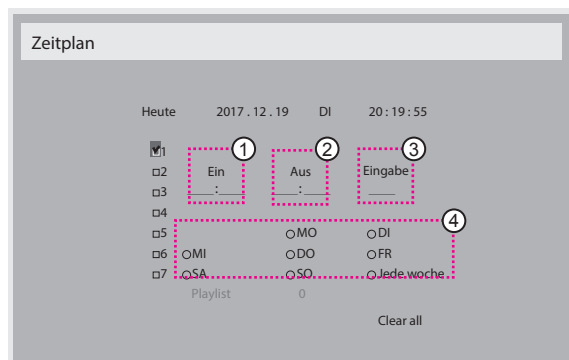 Zeitplan
Heute 2017 . 12 . 19 DI 20 : 19 : 55
1
① ② ③
2 Ein Aus Eingabe
3 ___:___ ___:___ ___
4
④
5 MO DI
6 MI DO FR
7 SA SO Jede woche
Playlist 0
Clear all